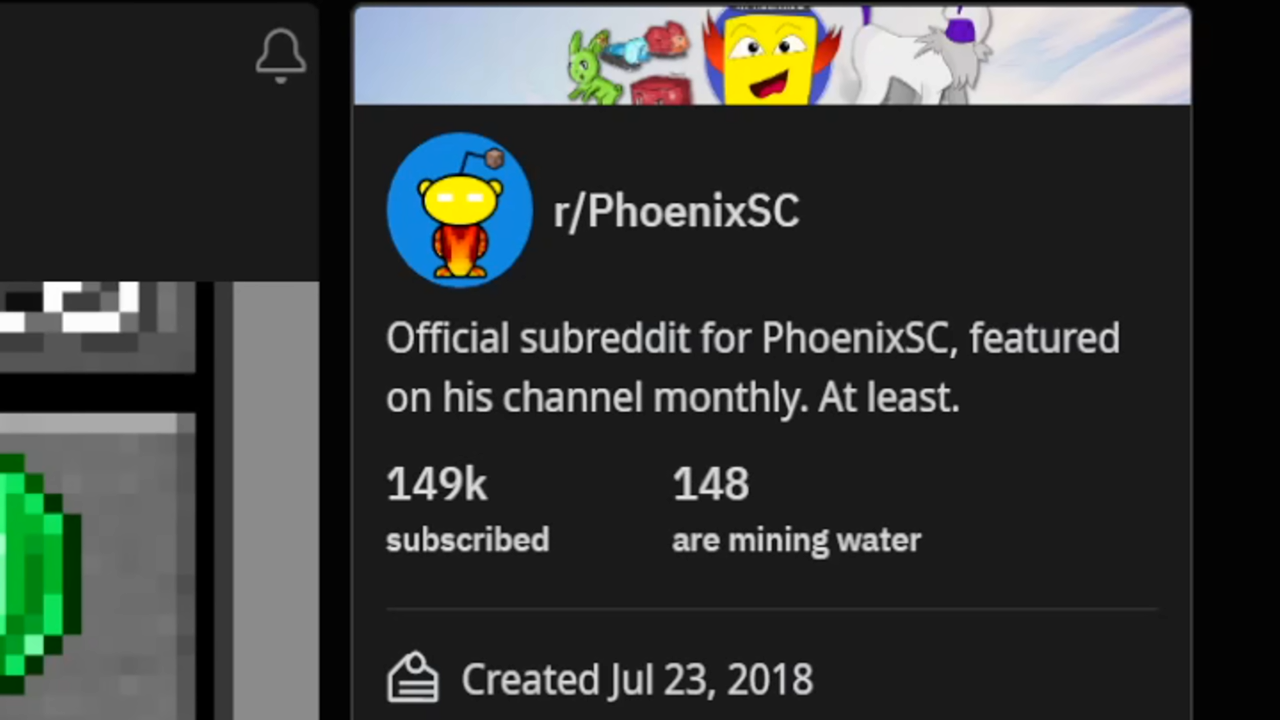 r/PhoenixSC
Official subreddit for PhoenixSC, featured
on his channel monthly. At least.
149k 148
subscribed are mining water
Created Jul 23, 2018